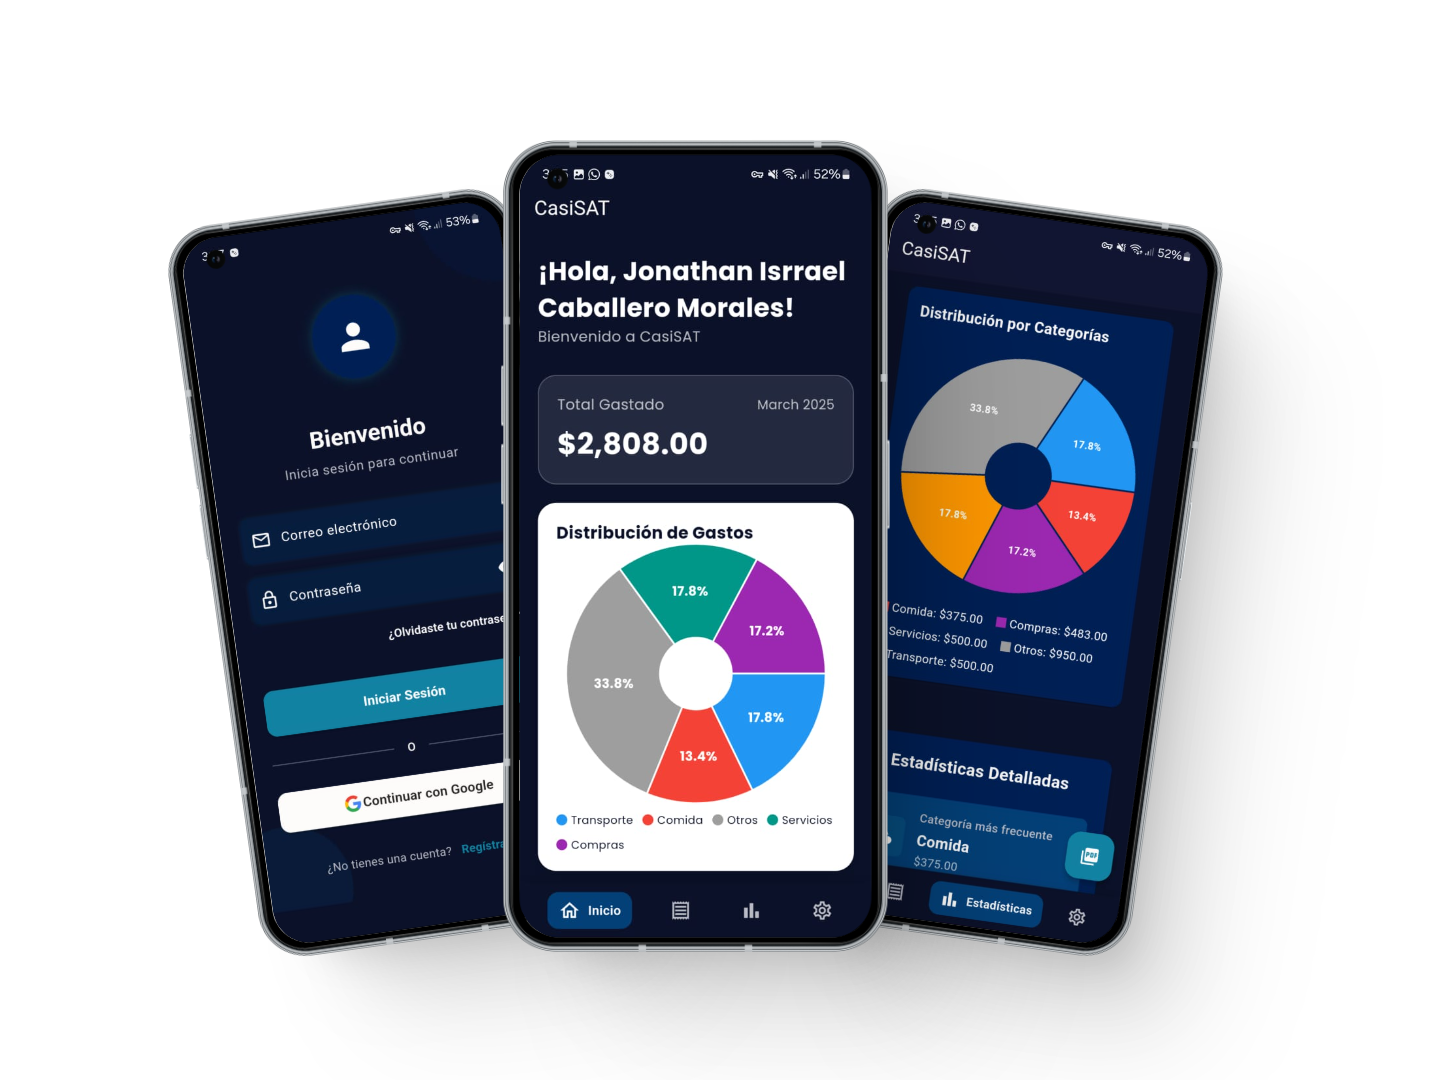 53%
Bienvenido
Inicia sesión para continuar
Correo electrónico
Contraseña
¿Olvidaste tu
Iniciar Sesión
O
Continuar con Google
¿No tienes una cuenta?
52%
CasiSAT
¡Hola, Jonathan Isrrael
Caballero Morales!
Bienvenido a CasiSAT
Total Gastado March 2025
$2,808.00
Distribución de Gastos
17.8%
17.2%
33.8%
17.8%
13.4%
Transporte Comida Otros Servicios
Compras
Inicio
52%
CasiSAT
Distribución por Categorías
33.8%
17.8%
17.8%
13.4%
17.2%
Comida: $375.00 Compras: $483.00
Servicios: $500.00 Otros: $950.00
Transporte: $500.00
Estadísticas Detalladas
Categoría más frecuente
Comida
$375.00
PDF
Estadísticas